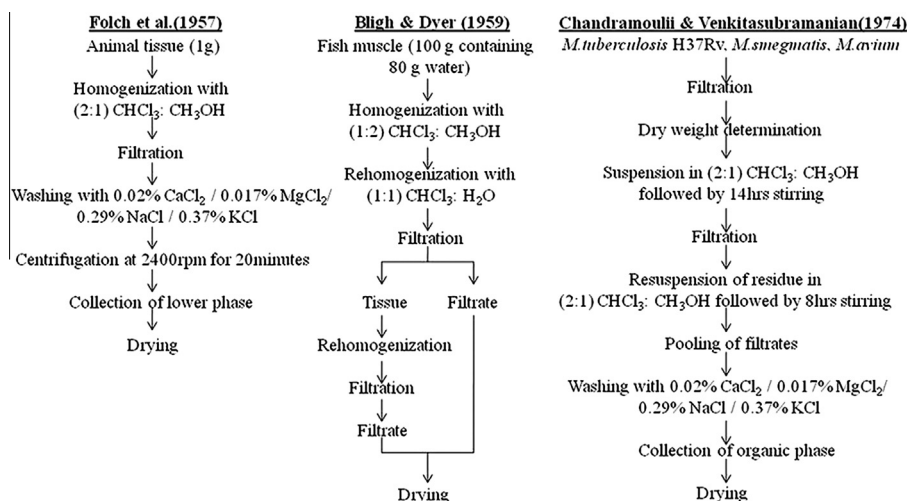 Folch et al.(1957)
Animal tissue (1g)
Homogenization with
(2:1) CHCl₃: CH₃OH
Filtration
Washing with 0.02% CaCl₂ / 0.017% MgCl₂/
0.29% NaCl / 0.37% KCl
Centrifugation at 2400rpm for 20minutes
Collection of lower phase
Drying
Bligh & Dyer (1959)
Fish muscle (100 g containing
80 g water)
Homogenization with
(1:2) CHCl₃: CH₃OH
Rehomogenization with
(1:1) CHCl₃: H₂O
Filtration
Tissue
Filtrate
Rehomogenization
Filtration
Filtrate
Drying
Chandramoulii & Venkitasubramanian(1974)
M.tuberculosis H37Rv, M.smegmatis, M.avium
Filtration
Dry weight determination
Suspension in (2:1) CHCl₃: CH₃OH
followed by 14hrs stirring
Filtration
Resuspension of residue in
(2:1) CHCl₃: CH₃OH followed by 8hrs stirring
Pooling of filtrates
Washing with 0.02% CaCl₂ / 0.017% MgCl₂/
0.29% NaCl / 0.37% KCl
Collection of organic phase
Drying